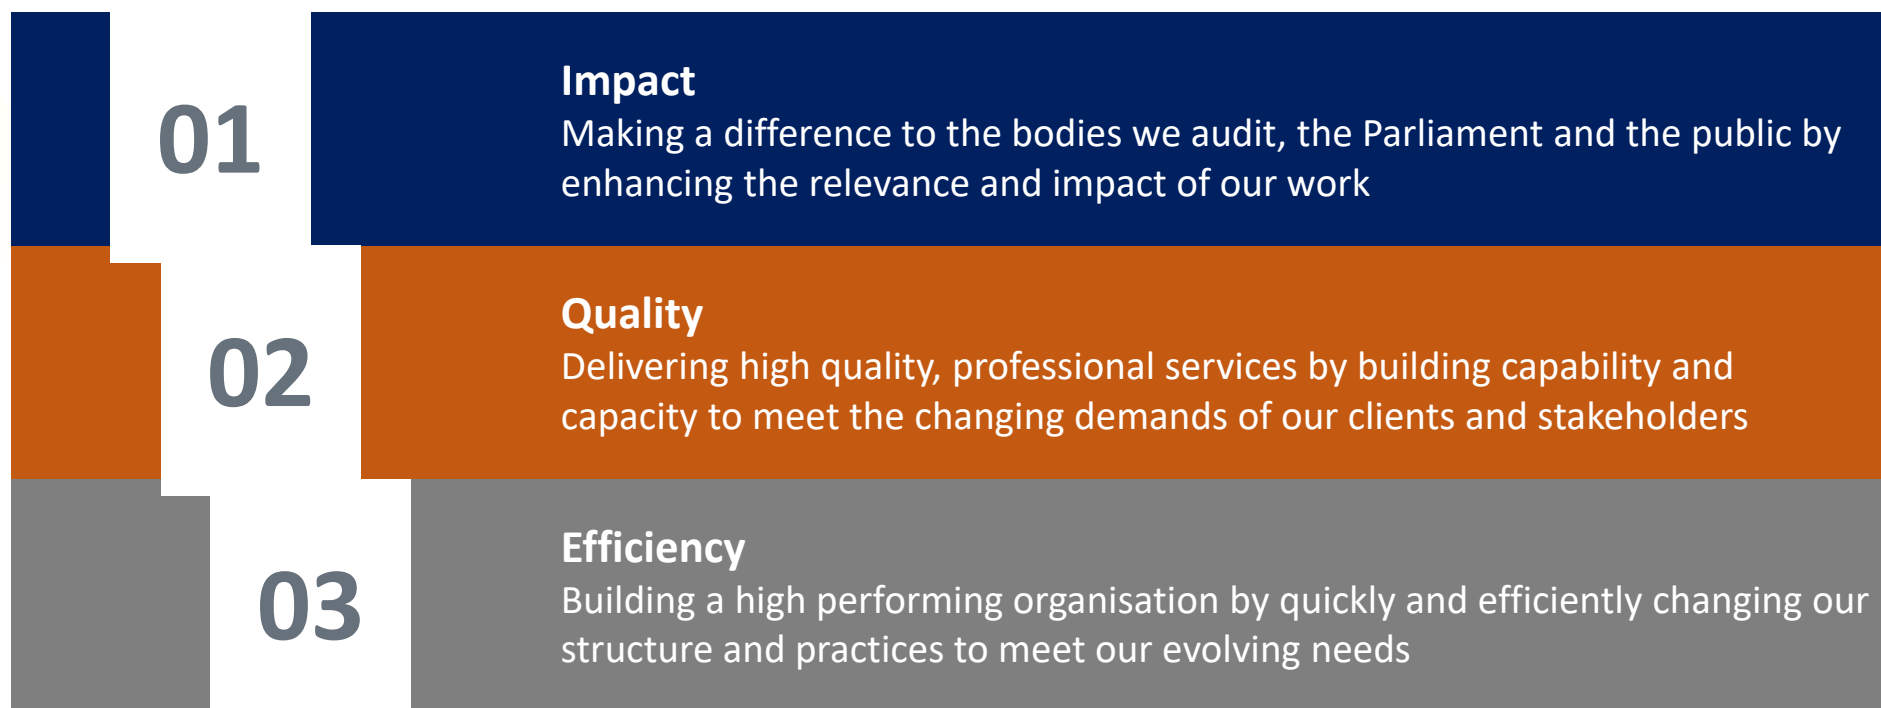 01
Impact
Making a difference to the bodies we audit, the Parliament and the public by
enhancing the relevance and impact of our work
02
Quality
Delivering high quality, professional services by building capability and
capacity to meet the changing demands of our clients and stakeholders
03
Efficiency
Building a high performing organisation by quickly and efficiently changing our
structure and practices to meet our evolving needs